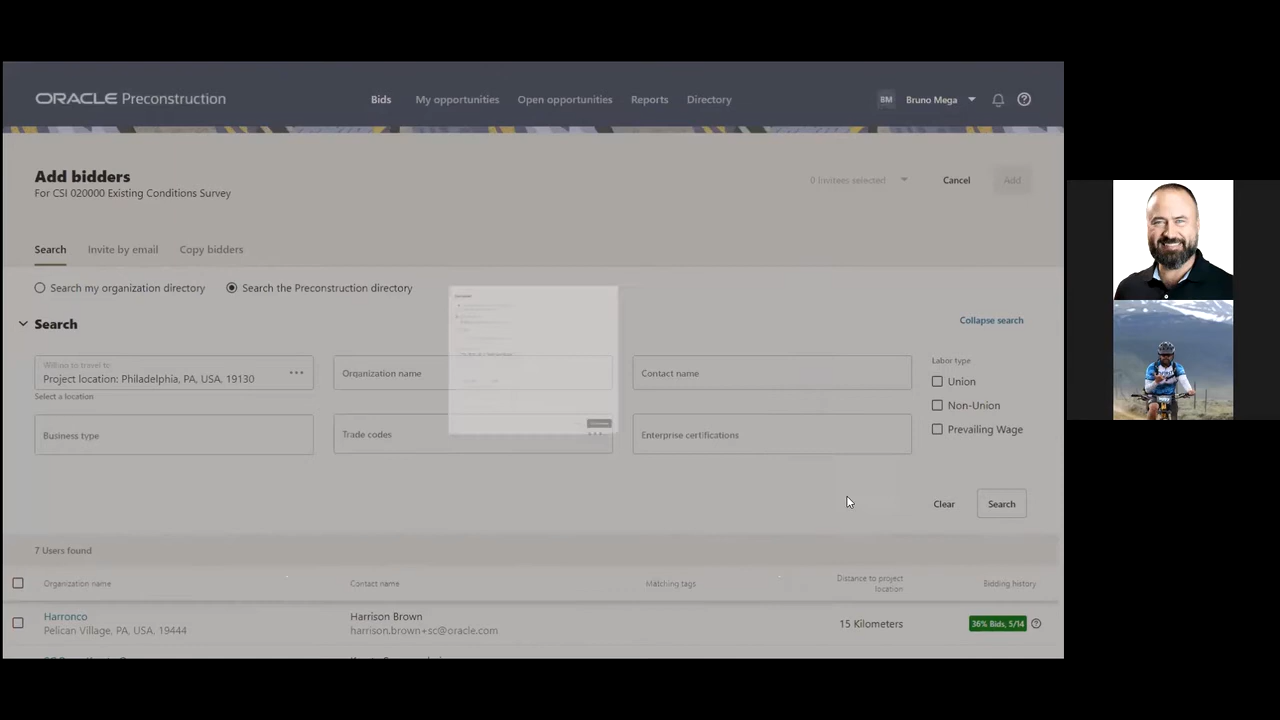 ORACLE Preconstruction
Bids
My opportunities
Open opportunities
Reports
Directory
BM
Bruno Mega
Add bidders
For CSI 020000 Existing Conditions Survey
0 Invitees selected
Cancel
Add
Search
Invite by email
Copy bidders
Search my organization directory
Search the Preconstruction directory
Search
Collapse search
Willing to travel to
Project location: Philadelphia, PA, USA, 19130
Select a location
Organization name
Contact name
Labor type
Union
Non-Union
Prevailing Wage
Business type
Trade codes
Enterprise certifications
Clear
Search
7 Users found
Organization name
Contact name
Matching tags
Distance to project
location
Bidding history
Harronco
Pelican Village, PA, USA, 19444
Harrison Brown
harrison.brown+sc@oracle.com
15 Kilometers
36% Bids, 5/14